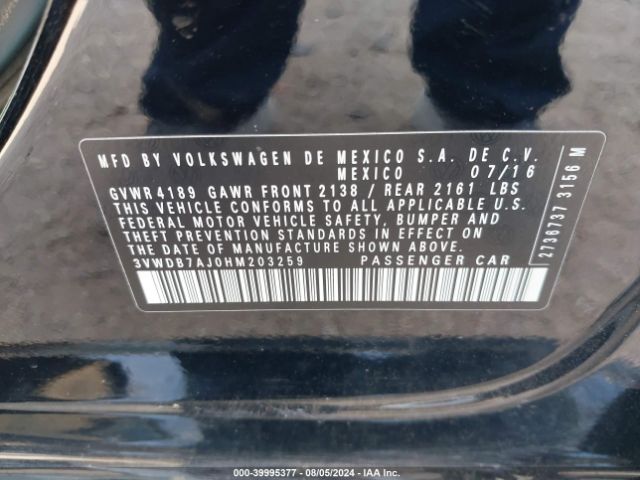 MFD BY VOLKSWAGEN DE MEXICO S.A. DE C.V.
MEXICO 07/16
GVWR 4189 GAWR FRONT 2138 / REAR 2161 LBS
THIS VEHICLE CONFORMS TO ALL APPLICABLE U.S.
FEDERAL MOTOR VEHICLE SAFETY, BUMPER AND
THEFT PREVENTION STANDARDS IN EFFECT ON
THE DATE OF MANUFACTURE SHOWN ABOVE.
3VWDB7AJ0HM203259 PASSENGER CAR
2736737 3156 M
000-39995377 - 08/05/2024 - IAA Inc.